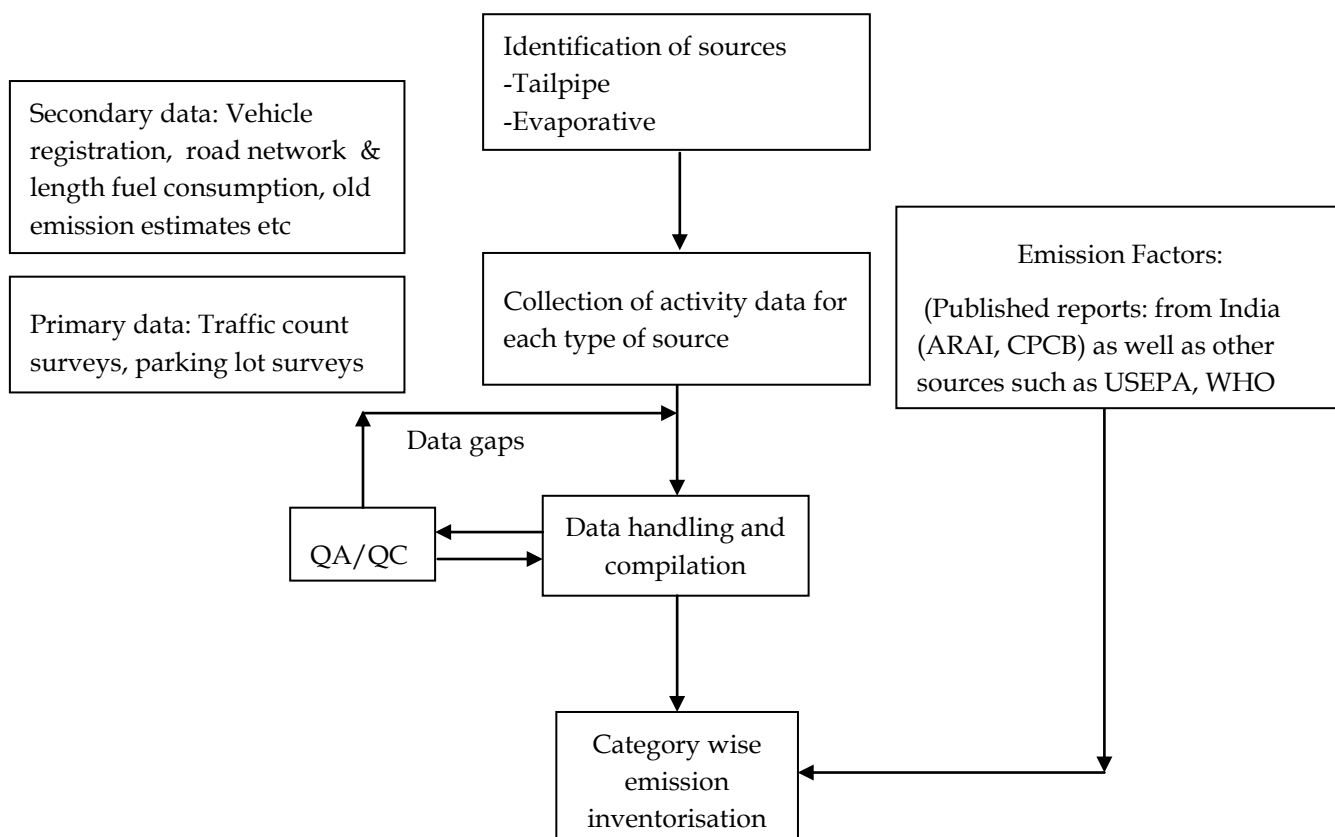 Identification of sources
-Tailpipe
-Evaporative
Secondary data: Vehicle
registration, road network &
length fuel consumption, old
emission estimates etc
Primary data: Traffic count
surveys, parking lot surveys
Collection of activity data for
each type of source
Emission Factors:
(Published reports: from India
(ARAI, CPCB) as well as other
sources such as USEPA, WHO
Data gaps
QA/QC
Data handling and
compilation
Category wise
emission
inventorisation